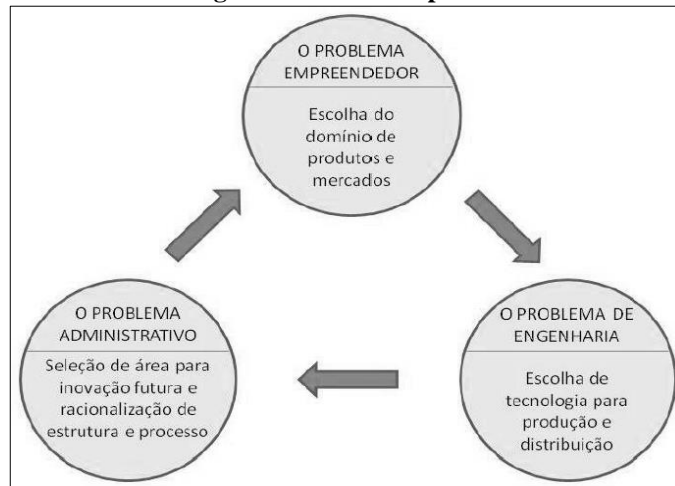 O PROBLEMA
EMPREENDEDOR
Escolha do
domínio de
produtos e
mercados
O PROBLEMA
ADMINISTRATIVO
Seleção de área para
inovação futura e
racionalização de
estrutura e processo
O PROBLEMA DE
ENGENHARIA
Escolha de
tecnologia para
produção e
distribuição